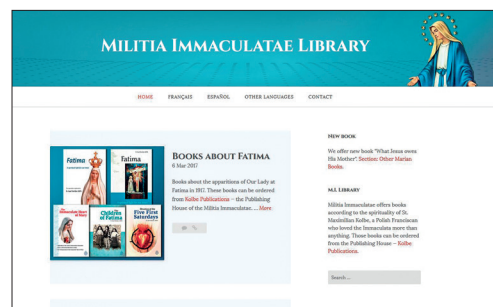 MILITIA IMMACULATAE LIBRARY
HOME FRANÇAIS ESPAÑOL OTHER LANGUAGES CONTACT
BOOKS ABOUT FATIMA
6 Mar 2017
Books about the apparitions of Our Lady at
Fatima in 1917. These books can be ordered
from Kolbe Publications – the Publishing
House of the Militia Immaculatae. ... More
Fatima
Fatima
The Immaculate Heart
of Mary
Children
of Fatima
Five First
Saturdays
NEW BOOK
We offer new book "What Jesus owes
His Mother". Section: Other Marian
Books.
M.I. LIBRARY
Militia Immaculatae offers books
according to the spirituality of St.
Maximilian Kolbe, a Polish Franciscan
who loved the Immaculata more than
anything. Those books can be ordered
from the Publishing House – Kolbe
Publications.
Search ...